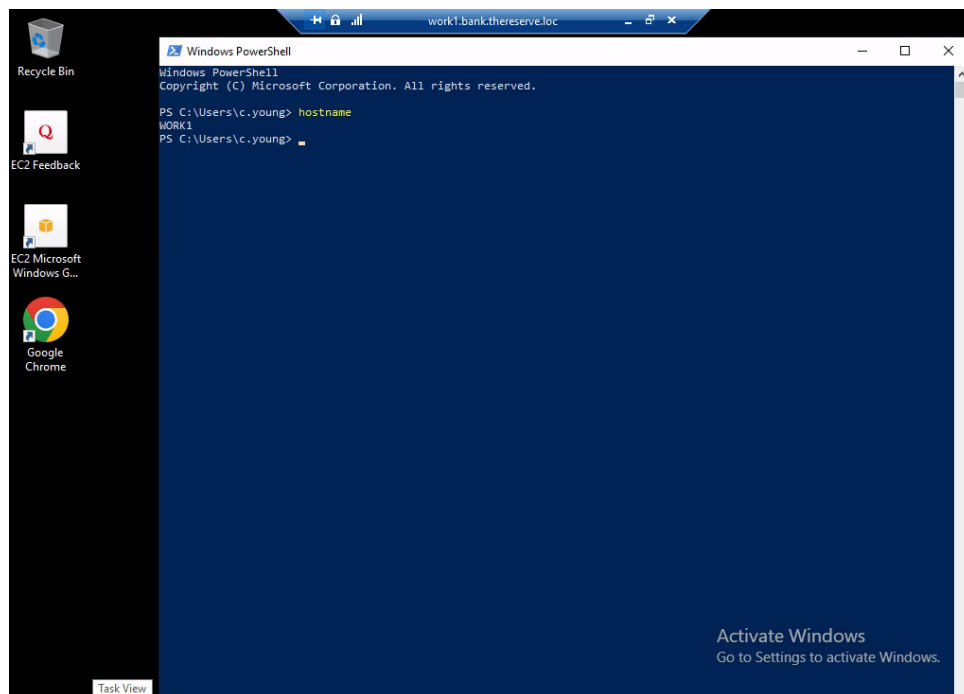 work1.bank.thereserve.loc
Recycle Bin
Windows PowerShell
Windows PowerShell
Copyright (C) Microsoft Corporation. All rights reserved.
PS C:\Users\c.young> hostname
WORK1
PS C:\Users\c.young>
Q
EC2 Feedback
EC2 Microsoft
Windows G...
Google
Chrome
Activate Windows
Go to Settings to activate Windows.
Task View